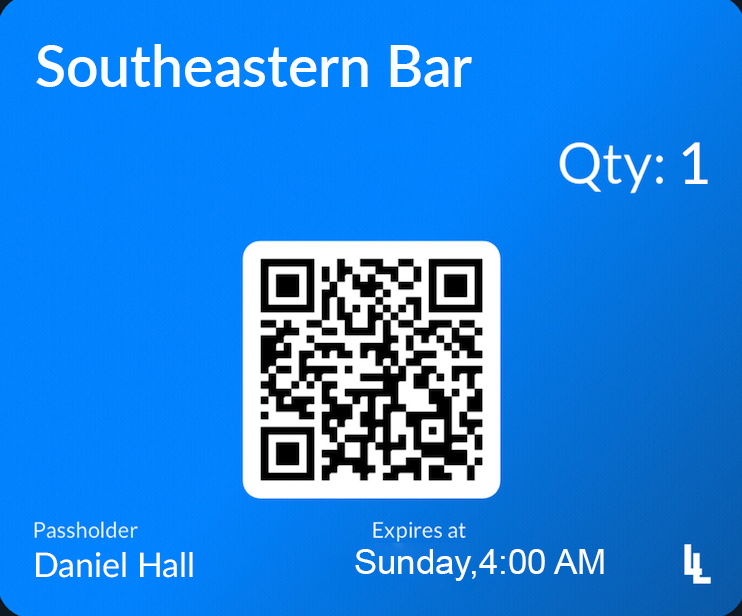 Southeastern Bar
Qty: 1
Passholder
Daniel Hall
Expires at
Sunday,4:00 AM